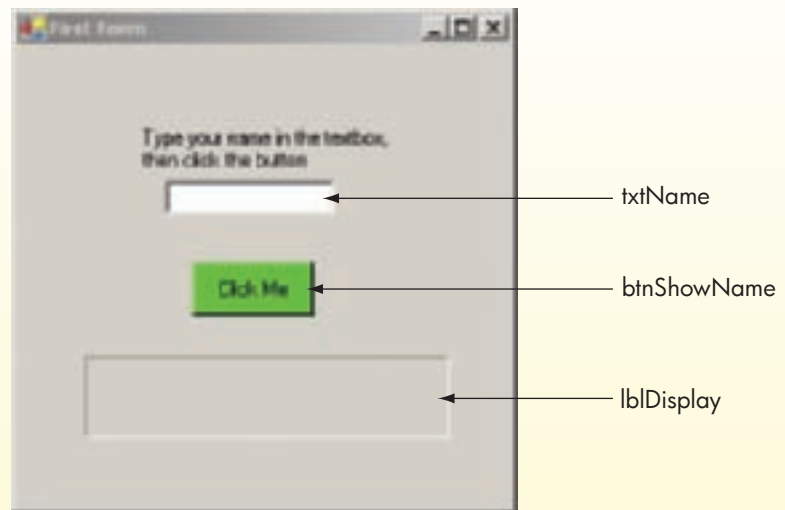 First Form
Type your name in the textbox,
then click the button
txtName
Click Me
btnShowName
lblDisplay